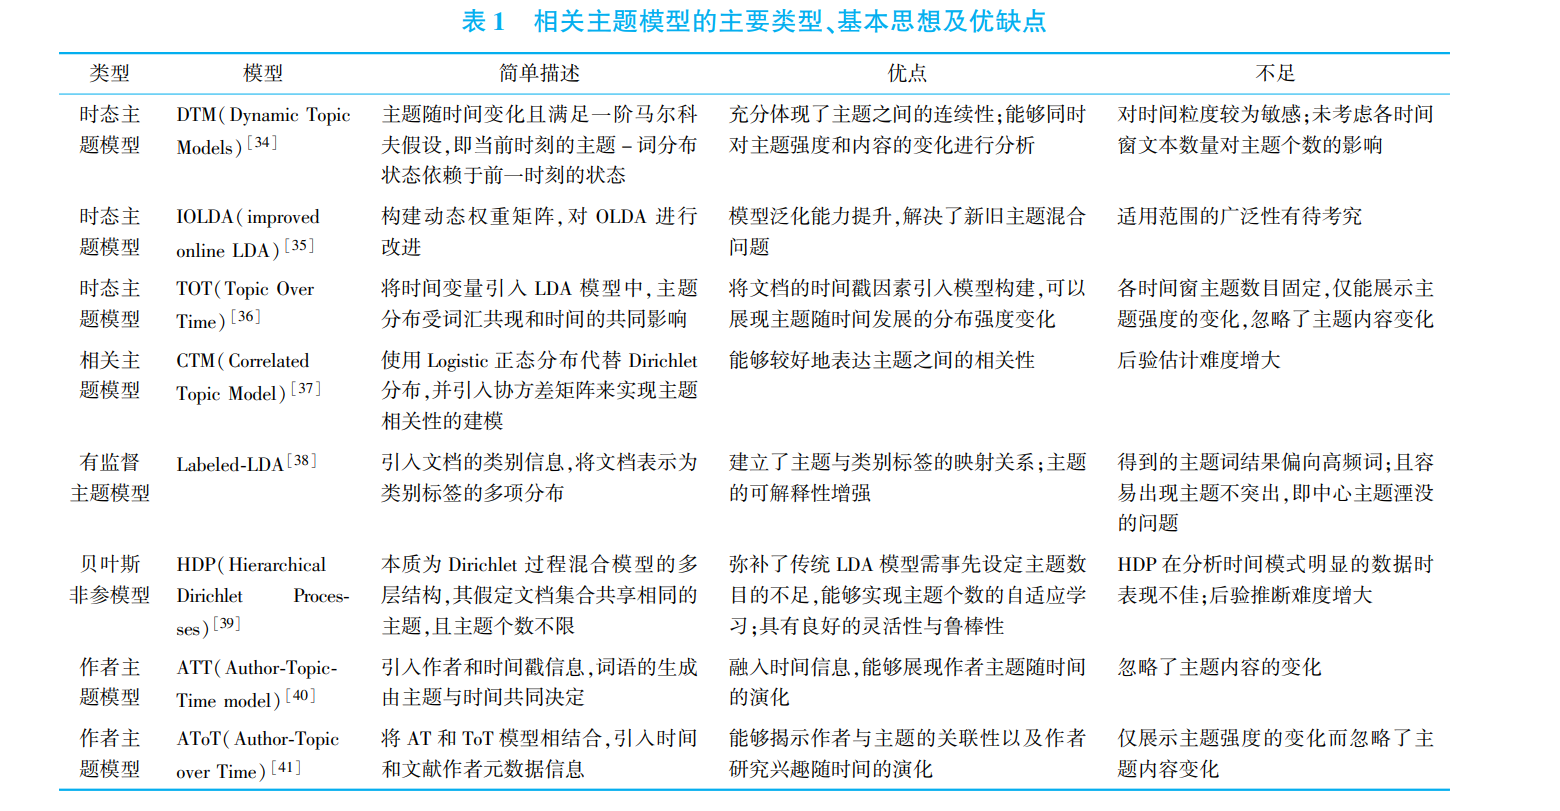 表 1 相关主题模型的主要类型、基本思想及优缺点
类型 模型 简单描述 优点 不足
时态主 DTM(Dynamic Topic 主题随时间变化且满足一阶马尔科 充分体现了主题之间的连续性;能够同时 对时间粒度较为敏感;未考虑各时间
题模型 Models)[34] 夫假设,即当前时刻的主题－词分布 对主题强度和内容的变化进行分析 窗文本数量对主题个数的影响
状态依赖于前一时刻的状态
时态主 IOLDA(improved 构建动态权重矩阵,对 OLDA 进行 模型泛化能力提升,解决了新旧主题混合 适用范围的广泛性有待考究
题模型 online LDA)[35] 改进 问题
时态主 TOT(Topic Over 将时间变量引入 LDA 模型中,主题 将文档的时间戳因素引入模型构建,可以 各时间窗主题数目固定,仅能展示主
题模型 Time)[36] 分布受词汇共现和时间的共同影响 展现主题随时间发展的分布强度变化 题强度的变化,忽略了主题内容变化
相关主 CTM(Correlated 使用 Logistic 正态分布代替 Dirichlet 能够较好地表达主题之间的相关性 后验估计难度增大
题模型 Topic Model)[37] 分布,并引入协方差矩阵来实现主题
相关性的建模
有监督 Labeled-LDA[38] 引入文档的类别信息,将文档表示为 建立了主题与类别标签的映射关系;主题 得到的主题词结果偏向高频词;且容
主题模型 类别标签的多项分布 的可解释性增强 易出现主题不突出,即中心主题湮没
的问题
贝叶斯 HDP(Hierarchical 本质为 Dirichlet 过程混合模型的多 弥补了传统 LDA 模型需事先设定主题数 HDP 在分析时间模式明显的数据时
非参模型 Dirichlet Proces- 层结构,其假定文档集合共享相同的 目的不足,能够实现主题个数的自适应学 表现不佳;后验推断难度增大
ses)[39] 主题,且主题个数不限 习;具有良好的灵活性与鲁棒性
作者主 ATT(Author-Topic- 引入作者和时间戳信息,词语的生成 融入时间信息,能够展现作者主题随时间 忽略了主题内容的变化
题模型 Time model)[40] 由主题与时间共同决定 的演化
作者主 AToT(Author-Topic 将 AT 和 ToT 模型相结合,引入时间 能够揭示作者与主题的关联性以及作者 仅展示主题强度的变化而忽略了主
题模型 over Time)[41] 和文献作者元数据信息 研究兴趣随时间的演化 题内容变化